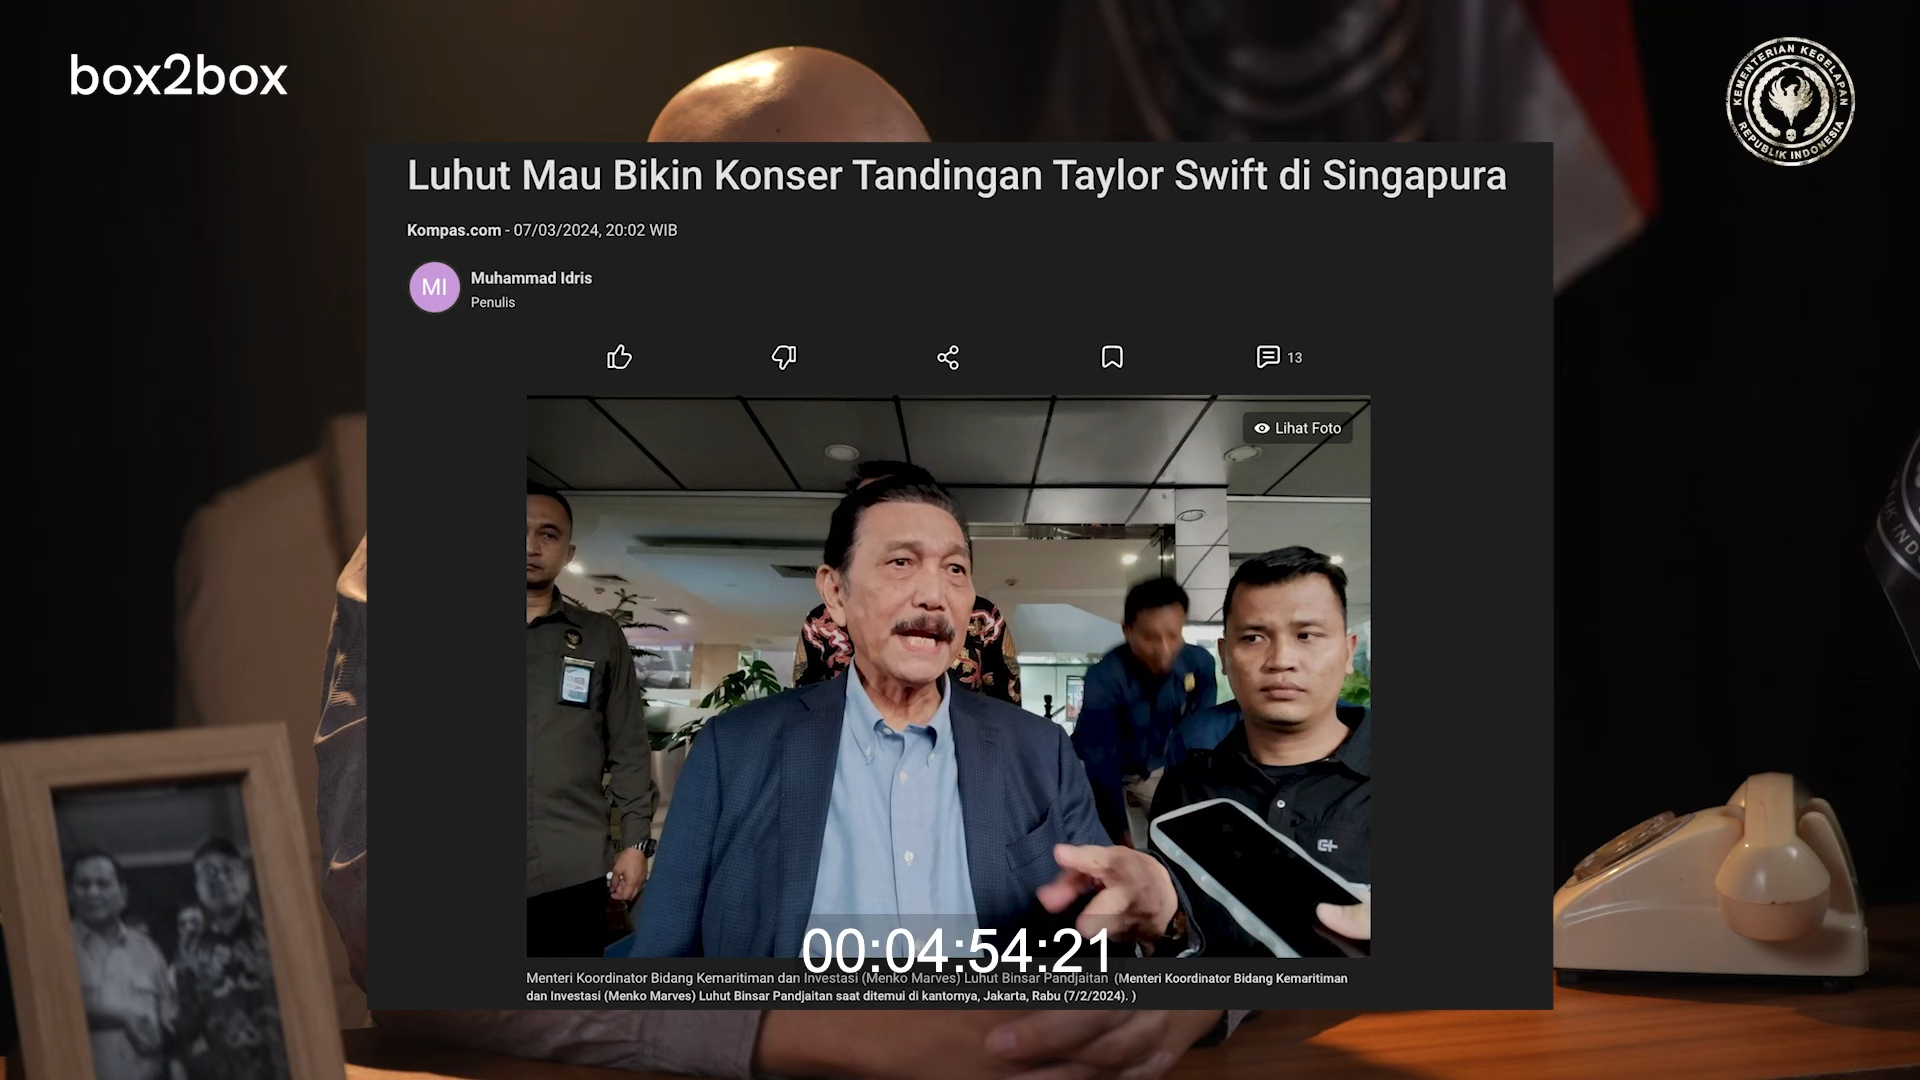 box2box
KEMENTERIAN KEGELAPAN
REPUBLIK INDONESIA
Luhut Mau Bikin Konser Tandingan Taylor Swift di Singapura
Kompas.com - 07/03/2024, 20:02 WIB
MI
Muhammad Idris
Penulis
13
Lihat Foto
00:04:54:21
Menteri Koordinator Bidang Kemaritiman dan Investasi (Menko Marves) Luhut Binsar Pandjaitan (Menteri Koordinator Bidang Kemaritiman
dan Investasi (Menko Marves) Luhut Binsar Pandjaitan saat ditemui di kantornya, Jakarta, Rabu (7/2/2024). )